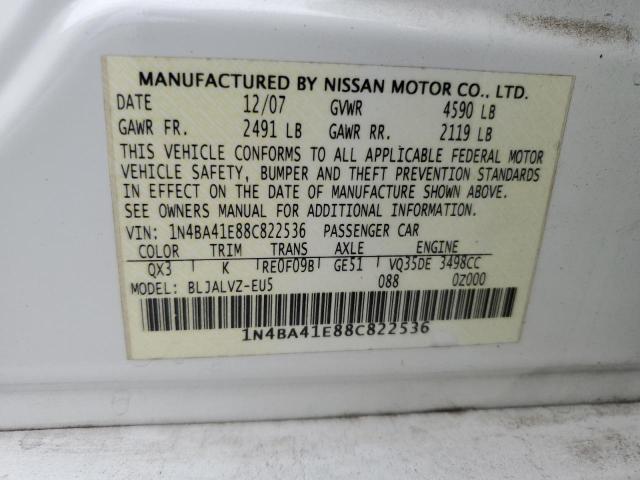 MANUFACTURED BY NISSAN MOTOR CO., LTD.
DATE 12/07 GVWR 4590 LB
GAWR FR. 2491 LB GAWR RR. 2119 LB
THIS VEHICLE CONFORMS TO ALL APPLICABLE FEDERAL MOTOR
VEHICLE SAFETY, BUMPER AND THEFT PREVENTION STANDARDS
IN EFFECT ON THE DATE OF MANUFACTURE SHOWN ABOVE.
SEE OWNERS MANUAL FOR ADDITIONAL INFORMATION.
VIN: 1N4BA41E88C822536 PASSENGER CAR
COLOR TRIM TRANS AXLE ENGINE
QX3 K RE0F09B GE51 VQ35DE 3498CC
MODEL: BLJALVZ-EU5 088 0Z000
1N4BA41E88C822536